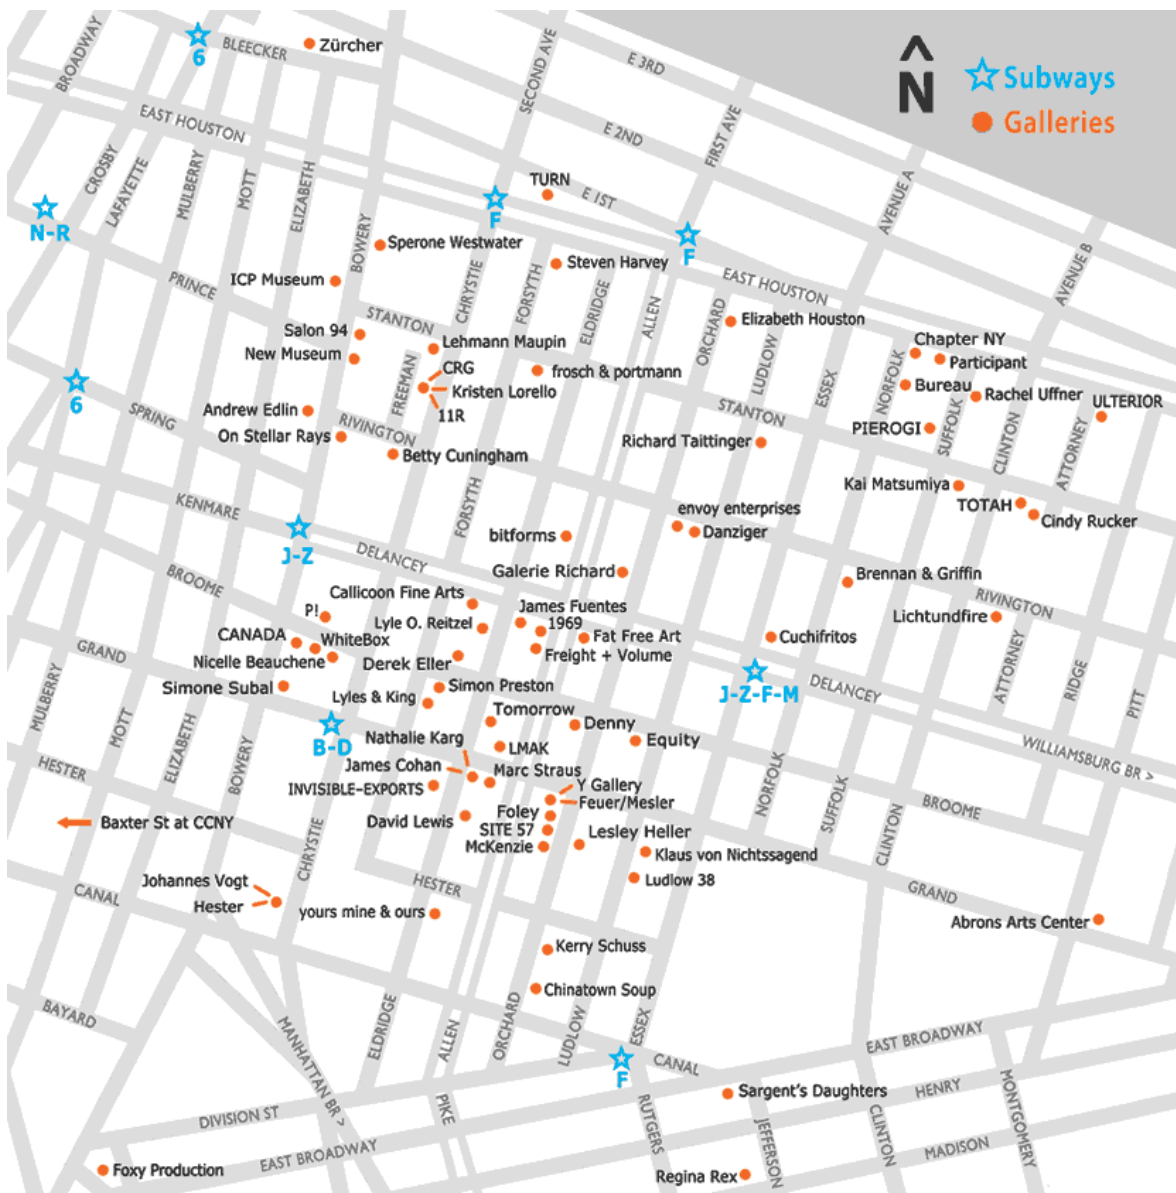 BROADWAY
6
BLEECKER
Zürcher
SECOND AVE
E 3RD
N
Subways
Galleries
EAST HOUSTON
E 2ND
FIRST AVE
CROSBY
LAFAYETTE
MULBERRY
MOTT
ELIZABETH
TURN
E 1ST
AVENUE A
N-R
F
F
BOWERY
Sperone Westwater
AVENUE B
PRINCE
ICP Museum
CHRYSTIE
FORSYTH
Steven Harvey
ELDRIDGE
ALLEN
EAST HOUSTON
STANTON
Salon 94
New Museum
Lehmann Maupin
ORCHARD
Elizabeth Houston
LUDLOW
Chapter NY
Participant
6
FREEMAN
CRG
Kristen Lorello
11R
frosch & portmann
ESSEX
NORFOLK
Bureau
Rachel Uffner
ULTERIOR
SPRING
Andrew Edlin
On Stellar Rays
RIVINGTON
Betty Cuningham
STANTON
Richard Taittinger
PIEROGI
SUFFOLK
CLINTON
ATTORNEY
KENMARE
FORSYTH
Kai Matsumiya
TOTAH
Cindy Rucker
envoy enterprises
Danziger
J-Z
DELANCEY
bitforms
BROOME
Galerie Richard
Brennan & Griffin
RIVINGTON
Callicoon Fine Arts
P!
James Fuentes
1969
Lichtundfire
CANADA
WhiteBox
Lyle O. Reitzel
Fat Free Art
Cuchifritos
Nicelle Beauchene
Derek Eller
Freight + Volume
GRAND
MULBERRY
MOTT
ELIZABETH
BOWERY
Simone Subal
Lyles & King
Simon Preston
J-Z-F-M
DELANCEY
ATTORNEY
RIDGE
PITT
B-D
Tomorrow
Denny
Equity
WILLIAMSBURG BR >
Nathalie Karg
LMAK
HESTER
James Cohan
Marc Straus
INVISIBLE-EXPORTS
Y Gallery
Feuer/Mesler
NORFOLK
SUFFOLK
BROOME
Baxter St at CCNY
David Lewis
Foley
SITE 57
McKenzie
Lesley Heller
CLINTON
CHRYSTIE
Klaus von Nichtssagend
Ludlow 38
CANAL
Johannes Vogt
Hester
HESTER
yours mine & ours
GRAND
Abrons Arts Center
Kerry Schuss
Chinatown Soup
BAYARD
MANHATTAN BR >
ELDRIDGE
ALLEN
ORCHARD
LUDLOW
ESSEX
CANAL
EAST BROADWAY
F
Sargent's Daughters
HENRY
MONTGOMERY
DIVISION ST
PIKE
RUTGERS
JEFFERSON
CLINTON
EAST BROADWAY
MADISON
Foxy Production
Regina Rex